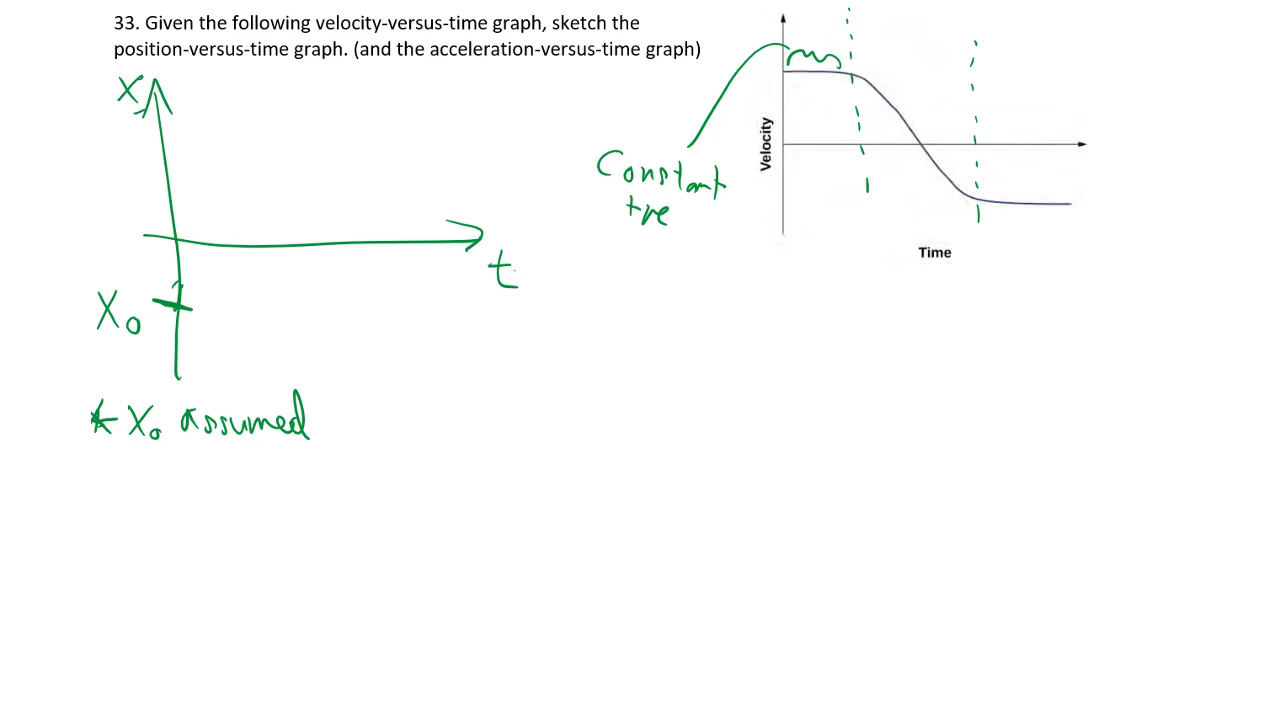 33. Given the following velocity-versus-time graph, sketch the
position-versus-time graph. (and the acceleration-versus-time graph)
x
Velocity
Constant
+ve
Time
t
X₀
* X₀ assumed